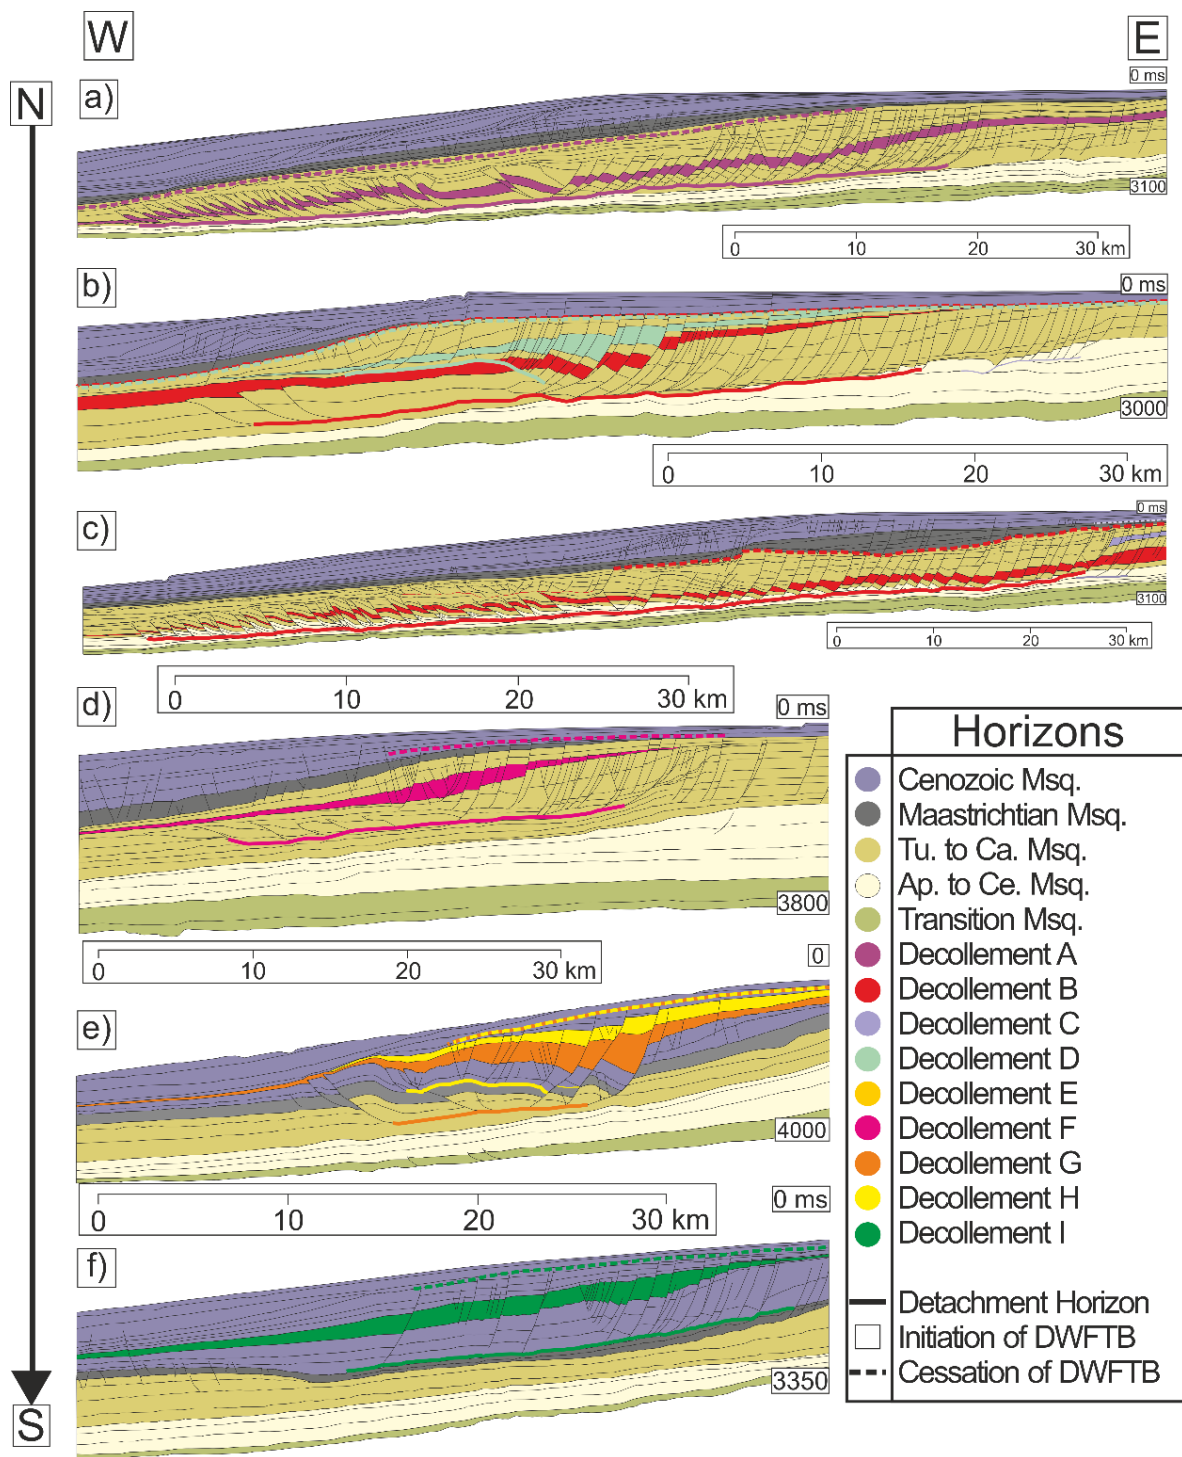 W
E
N
a)
0 ms
3100
0 10 20 30 km
b)
0 ms
3000
0 10 20 30 km
c)
0 ms
3100
0 10 20 30 km
0 10 20 30 km
d)
0 ms
3800
0 10 20 30 km
0
e)
4000
0 10 20 30 km
0 ms
f)
3350
S
Horizons
Cenozoic Msq.
Maastrichtian Msq.
Tu. to Ca. Msq.
Ap. to Ce. Msq.
Transition Msq.
Decollement A
Decollement B
Decollement C
Decollement D
Decollement E
Decollement F
Decollement G
Decollement H
Decollement I
Detachment Horizon
Initiation of DWFTB
Cessation of DWFTB